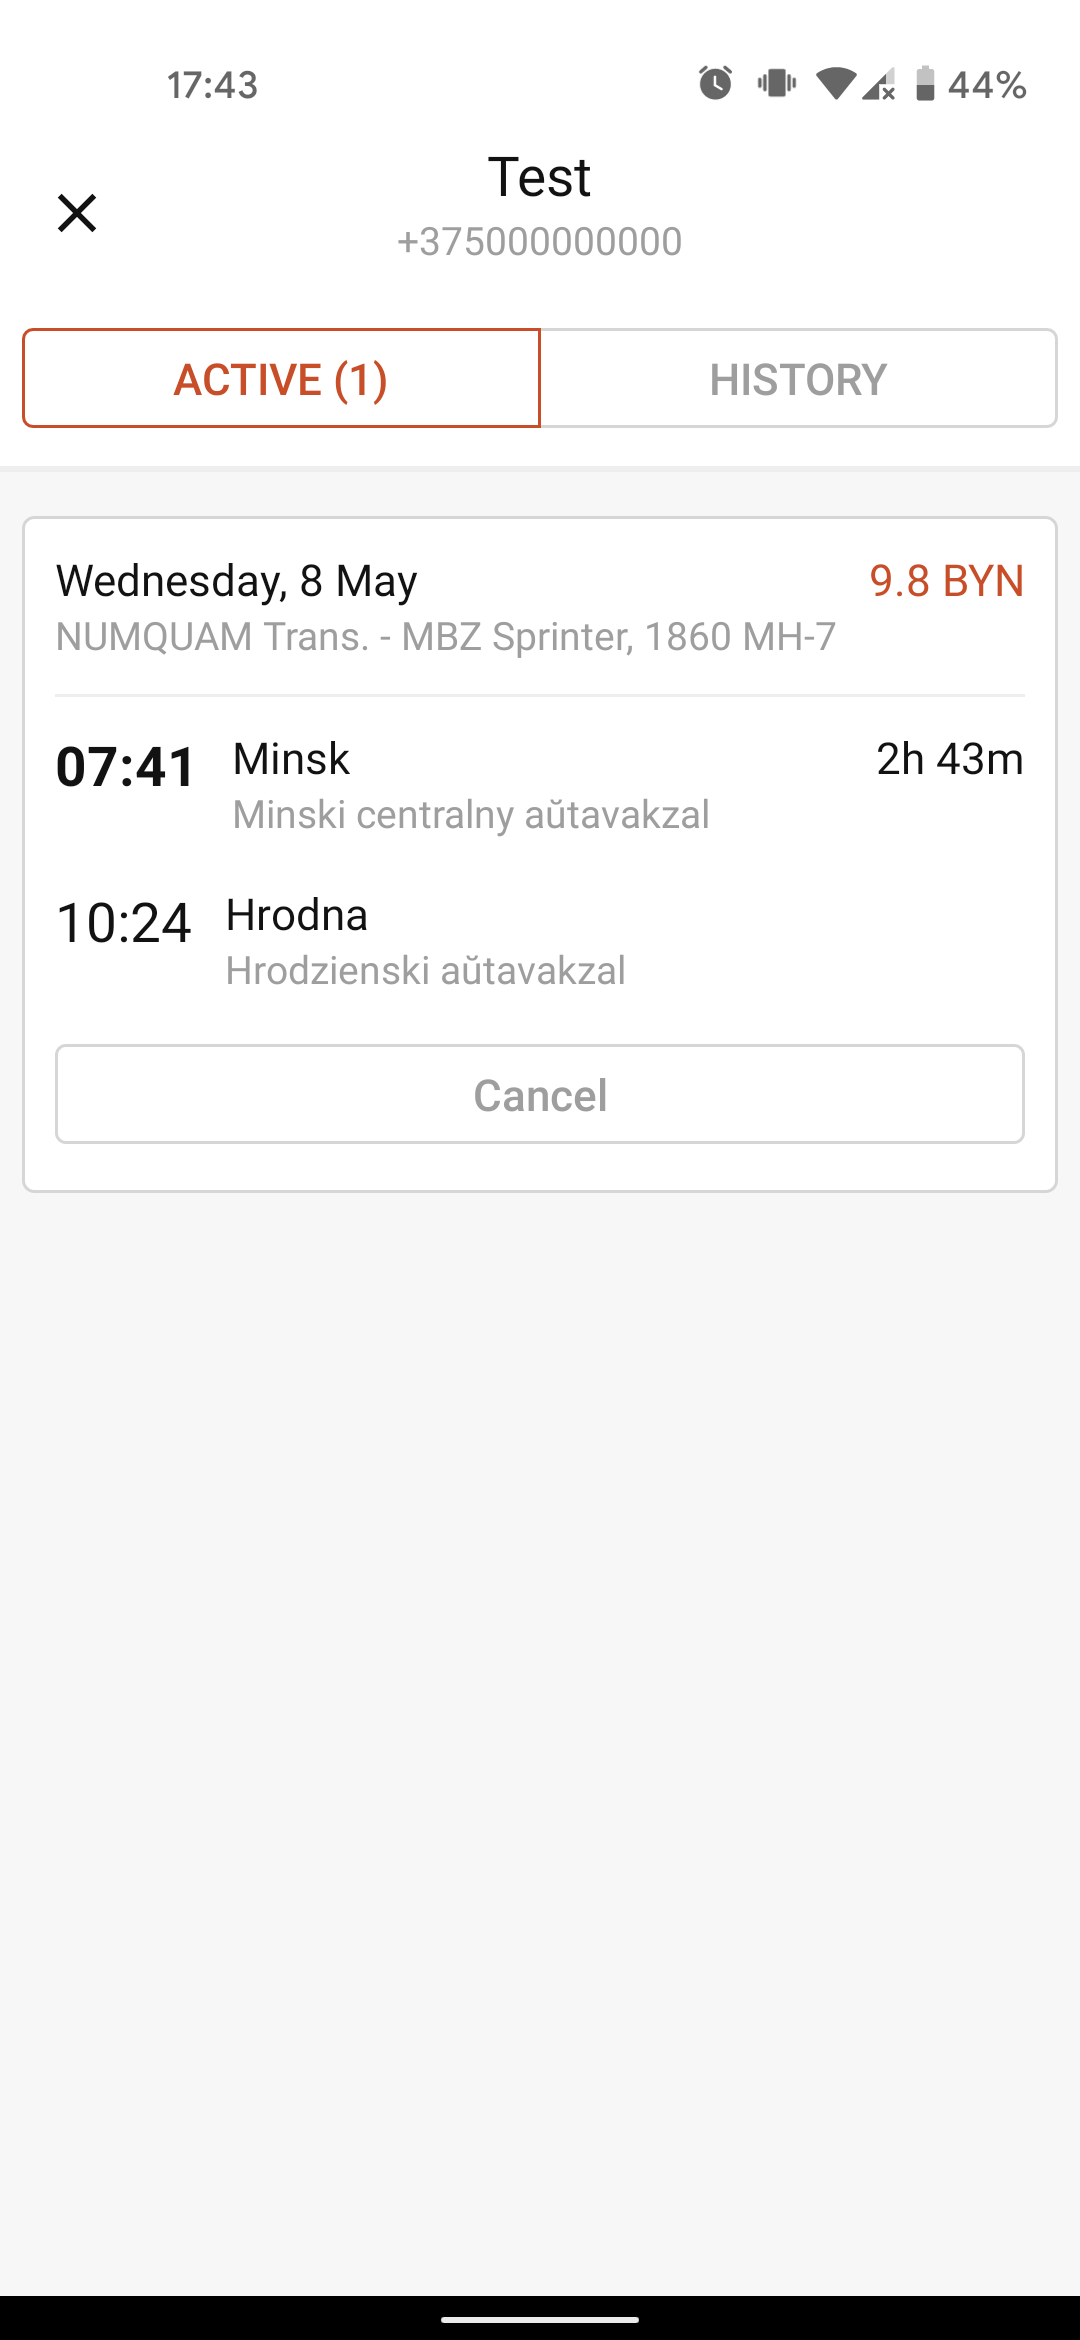 17:43
44%
Test
+375000000000
ACTIVE (1)
HISTORY
Wednesday, 8 May
9.8 BYN
NUMQUAM Trans. - MBZ Sprinter, 1860 MH-7
07:41
Minsk
2h 43m
Minski centralny aŭtavakzal
10:24
Hrodna
Hrodzienski aŭtavakzal
Cancel